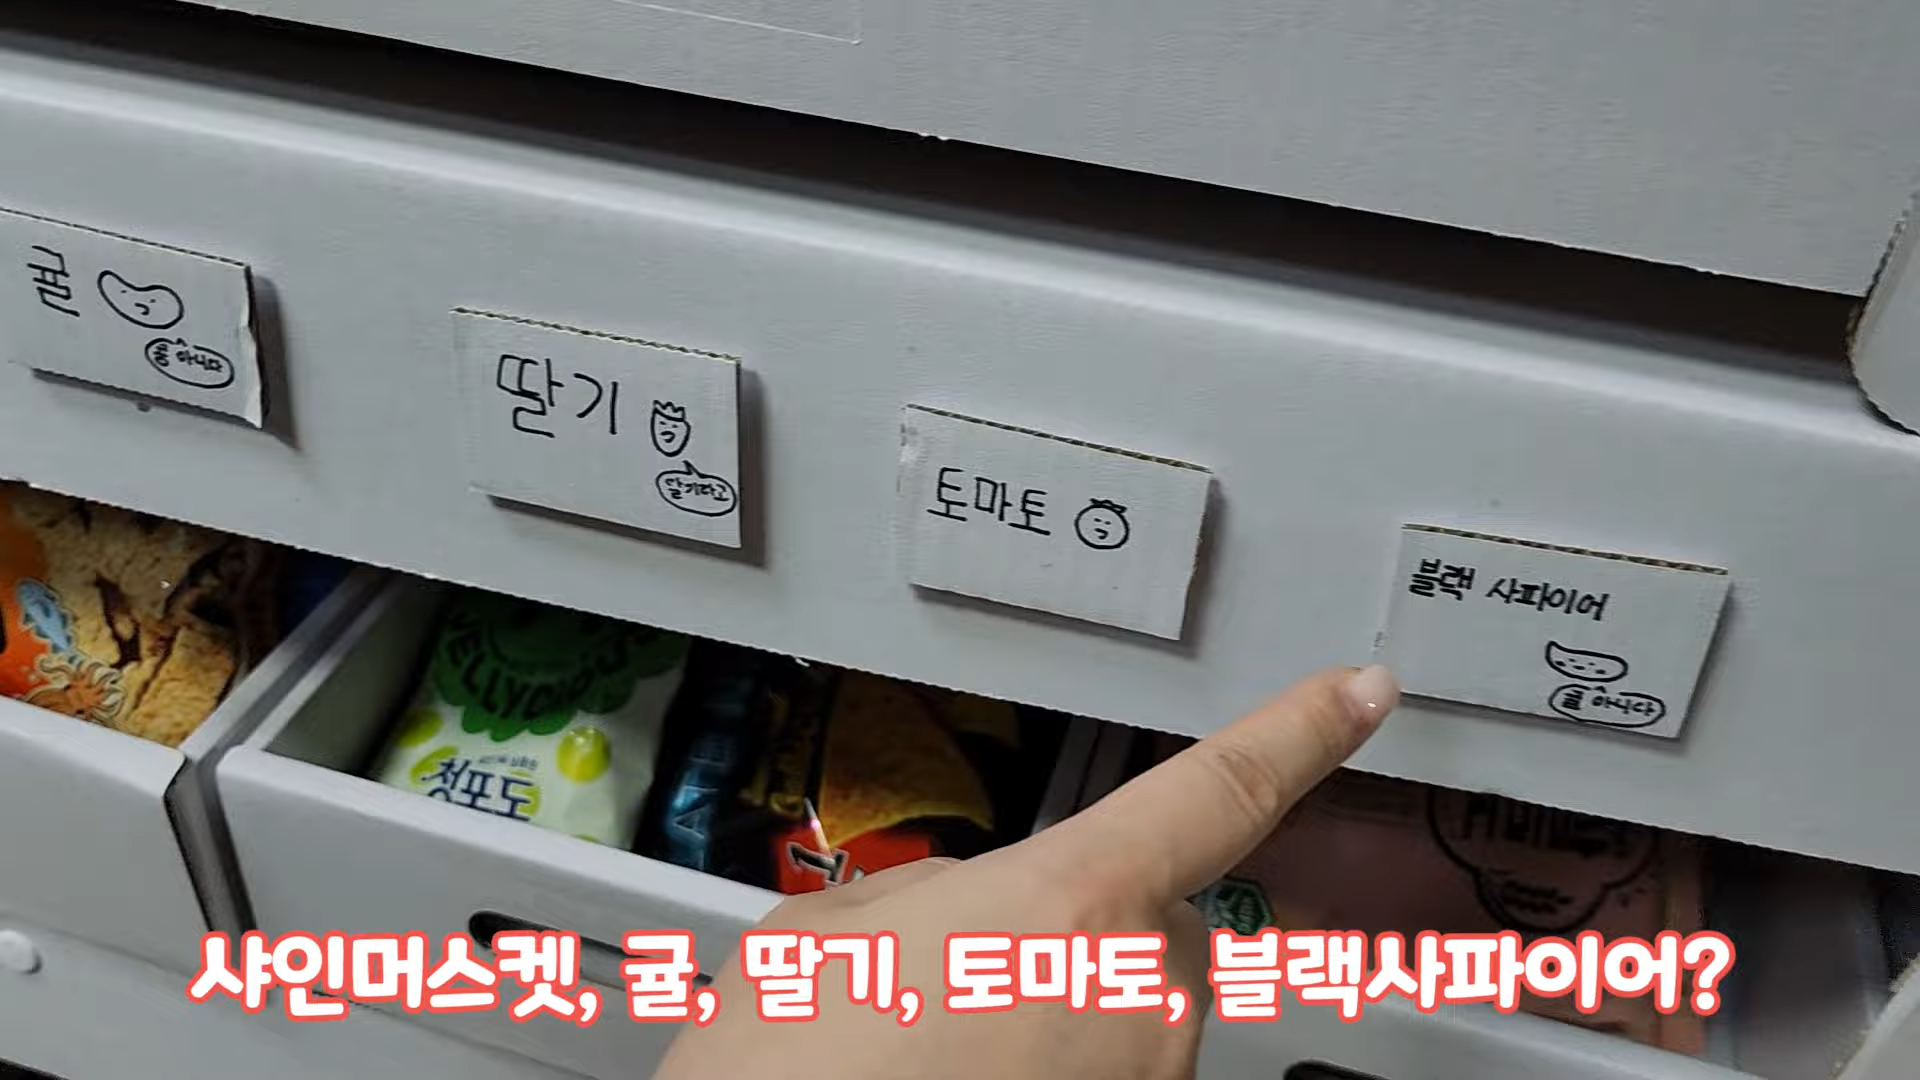 귤
콩 아니다
딸기
딸기라고
토마토
블랙 사파이어
귤 아니다
JELLYCIOUS
청포도
샤인머스켓, 귤, 딸기, 토마토, 블랙사파이어?